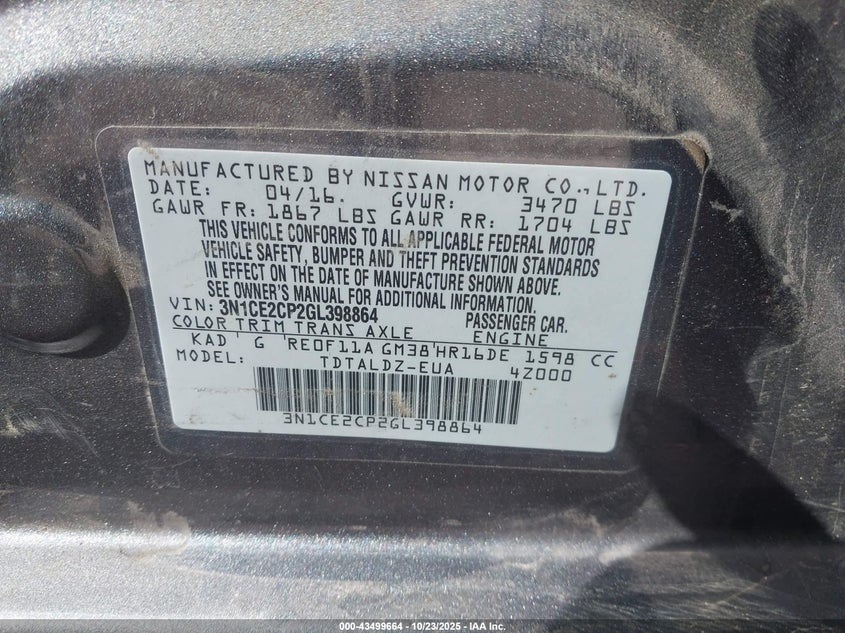 MANUFACTURED BY NISSAN MOTOR CO., LTD.
DATE: 04/16. GVWR: 3470 LBS
GAWR FR: 1867 LBS GAWR RR: 1704 LBS
THIS VEHICLE CONFORMS TO ALL APPLICABLE FEDERAL MOTOR
VEHICLE SAFETY, BUMPER AND THEFT PREVENTION STANDARDS
IN EFFECT ON THE DATE OF MANUFACTURE SHOWN ABOVE.
SEE OWNER'S MANUAL FOR ADDITIONAL INFORMATION.
VIN: 3N1CE2CP2GL398864 PASSENGER CAR.
COLOR TRIM TRANS AXLE ENGINE
KAD G RE0F11A GM38 HR16DE 1598 CC
MODEL: TDTALDZ-EUA 4Z000
3N1CE2CP2GL398864
000-43499664 - 10/23/2025 - IAA Inc.